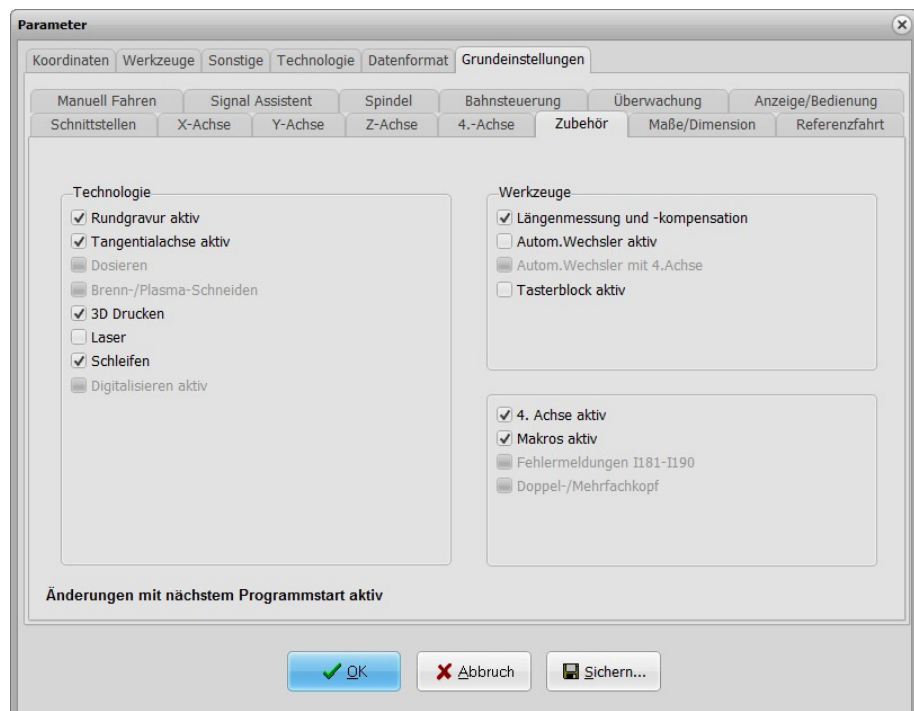 Parameter
Koordinaten Werkzeuge Sonstige Technologie Datenformat Grundeinstellungen
Manuell Fahren Signal Assistent Spindel Bahnsteuerung Überwachung Anzeige/Bedienung
Schnittstellen X-Achse Y-Achse Z-Achse 4.-Achse Zubehör Maße/Dimension Referenzfahrt
Technologie
Rundgravur aktiv
Tangentialachse aktiv
Dosieren
Brenn-/Plasma-Schneiden
3D Drucken
Laser
Schleifen
Digitalisieren aktiv
Werkzeuge
Längenmessung und -kompensation
Autom.Wechsler aktiv
Autom.Wechsler mit 4.Achse
Tasterblock aktiv
4. Achse aktiv
Makros aktiv
Fehlermeldungen I181-I190
Doppel-/Mehrfachkopf
Änderungen mit nächstem Programmstart aktiv
OK Abbruch Sichern...